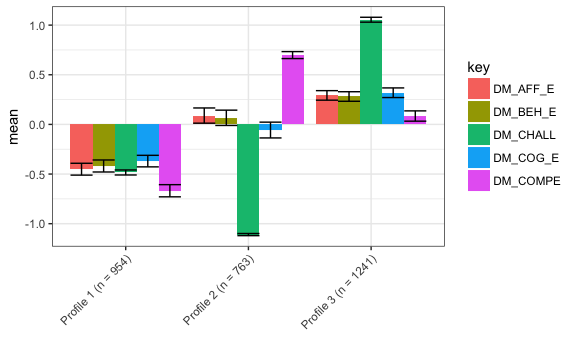 1.0
0.5
0.0
-0.5
-1.0
mean
Profile 1 (n = 954)
Profile 2 (n = 763)
Profile 3 (n = 1241)
key
DM_AFF_E
DM_BEH_E
DM_CHALL
DM_COG_E
DM_COMPE